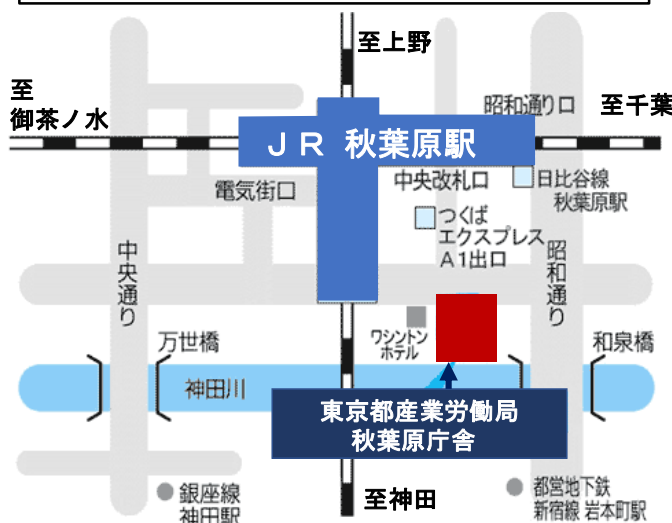 至上野
至
御茶ノ水
昭和通り口
至千葉
ＪＲ 秋葉原駅
電気街口
中央改札口
日比谷線
秋葉原駅
つくば
エクスプレス
Ａ1出口
中央通り
昭和通り
ワシントン
ホテル
万世橋
和泉橋
神田川
東京都産業労働局
秋葉原庁舎
銀座線
神田駅
至神田
都営地下鉄
新宿線 岩本町駅